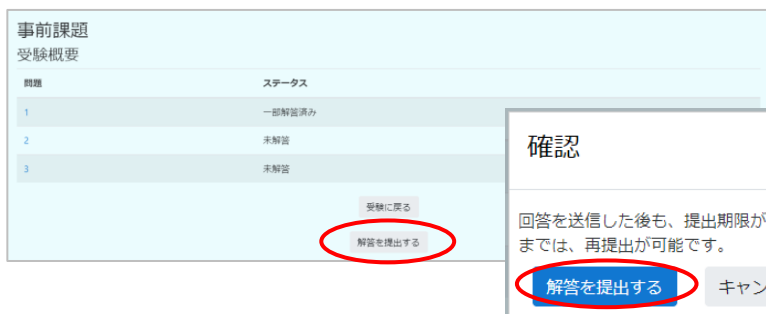 事前課題
受験概要
問題 ステータス
1 一部解答済み
2 未解答
3 未解答
受験に戻る
解答を提出する
確認
回答を送信した後も、提出期限が
までは、再提出が可能です。
解答を提出する キャン